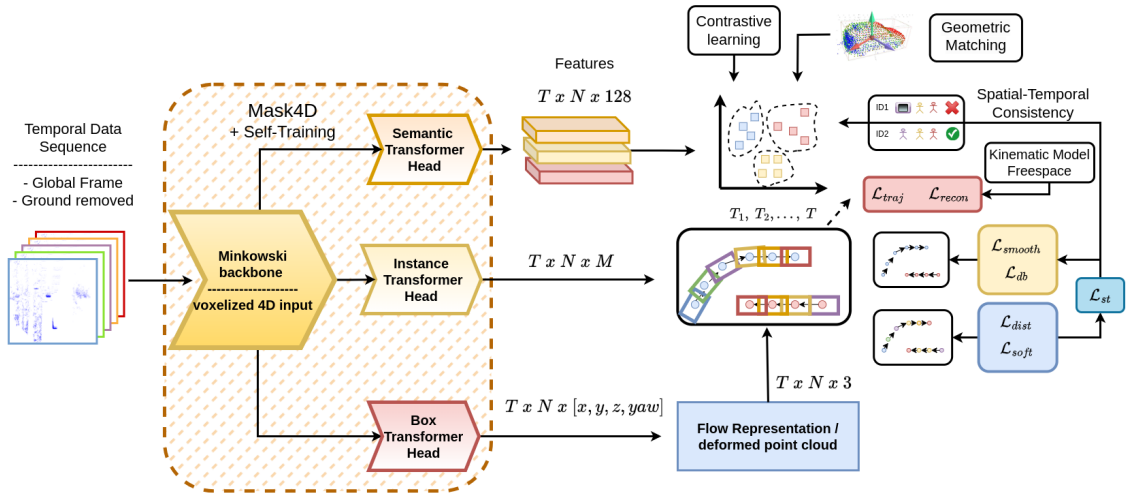 Temporal Data
Sequence
------------------------
- Global Frame
- Ground removed
Mask4D
+ Self-Training
Minkowski
backbone
------------------
voxelized 4D input
Semantic
Transformer
Head
Instance
Transformer
Head
Box
Transformer
Head
Features
T x N x 128
T x N x M
T x N x [x, y, z, yaw]
Contrastive
learning
Geometric
Matching
ID1
ID2
Spatial-Temporal
Consistency
Kinematic Model
Freespace
T₁, T₂, ..., T
ℒtraj ℒrecon
ℒsmooth
ℒdb
ℒst
ℒdist
ℒsoft
T x N x 3
Flow Representation /
deformed point cloud